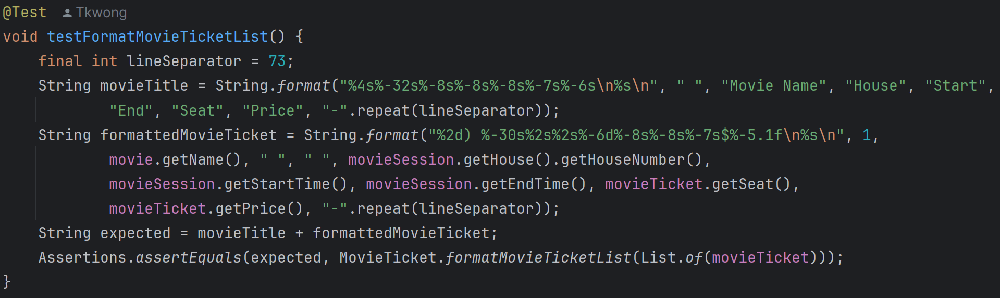 @Test Tkwong
void testFormatMovieTicketList() {
    final int lineSeparator = 73;
    String movieTitle = String.format("%4s%-32s%-8s%-8s%-8s%-7s%-6s\n%s\n", " ", "Movie Name", "House", "Start",
            "End", "Seat", "Price", "-".repeat(lineSeparator));
    String formattedMovieTicket = String.format("%2d) %-30s%2s%2s%-6d%-8s%-8s%-7s$%-5.1f\n%s\n", 1,
            movie.getName(), " ", " ", movieSession.getHouse().getHouseNumber(),
            movieSession.getStartTime(), movieSession.getEndTime(), movieTicket.getSeat(),
            movieTicket.getPrice(), "-".repeat(lineSeparator));
    String expected = movieTitle + formattedMovieTicket;
    Assertions.assertEquals(expected, MovieTicket.formatMovieTicketList(List.of(movieTicket)));
}